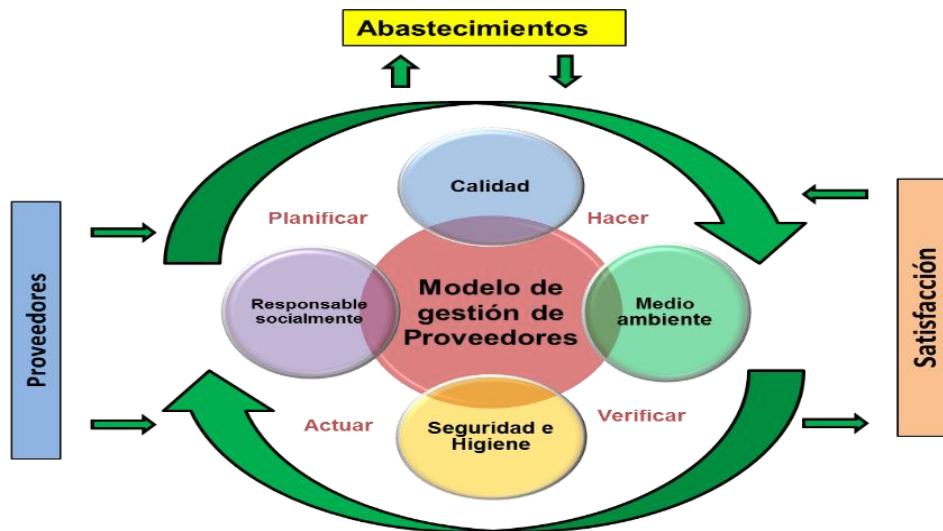 Abastecimientos
Calidad
Planificar
Hacer
Proveedores
Responsable
socialmente
Modelo de
gestión de
Proveedores
Medio
ambiente
Satisfacción
Actuar
Seguridad e
Higiene
Verificar